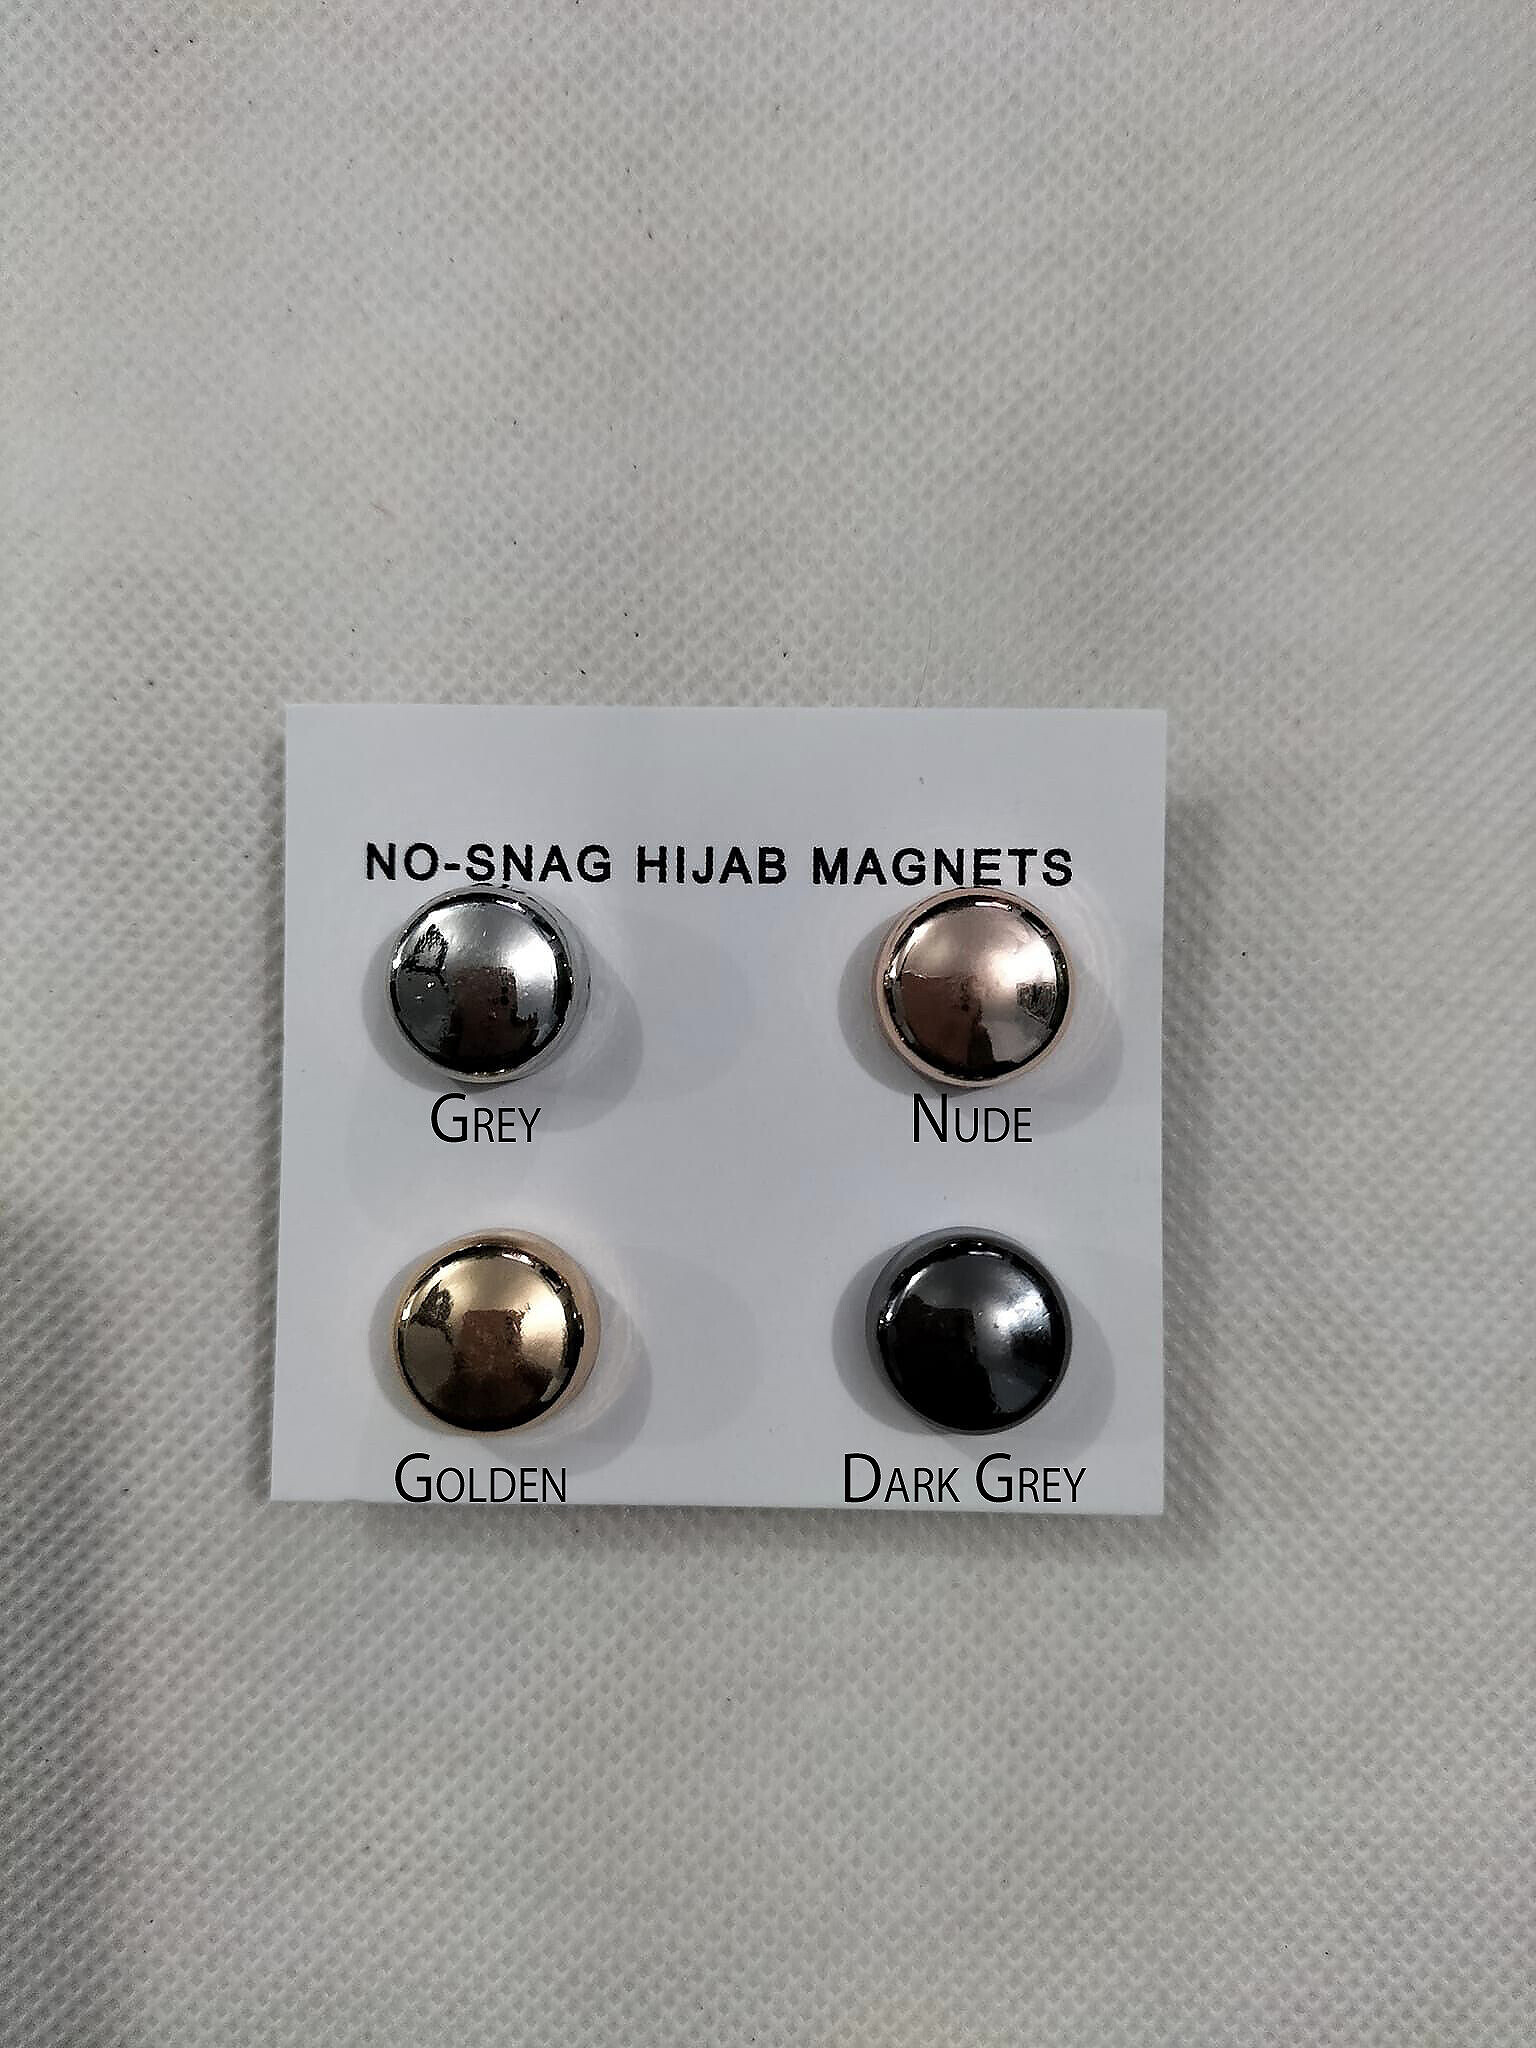 NO-SNAG HIJAB MAGNETS
GREY
NUDE
GOLDEN
DARK GREY